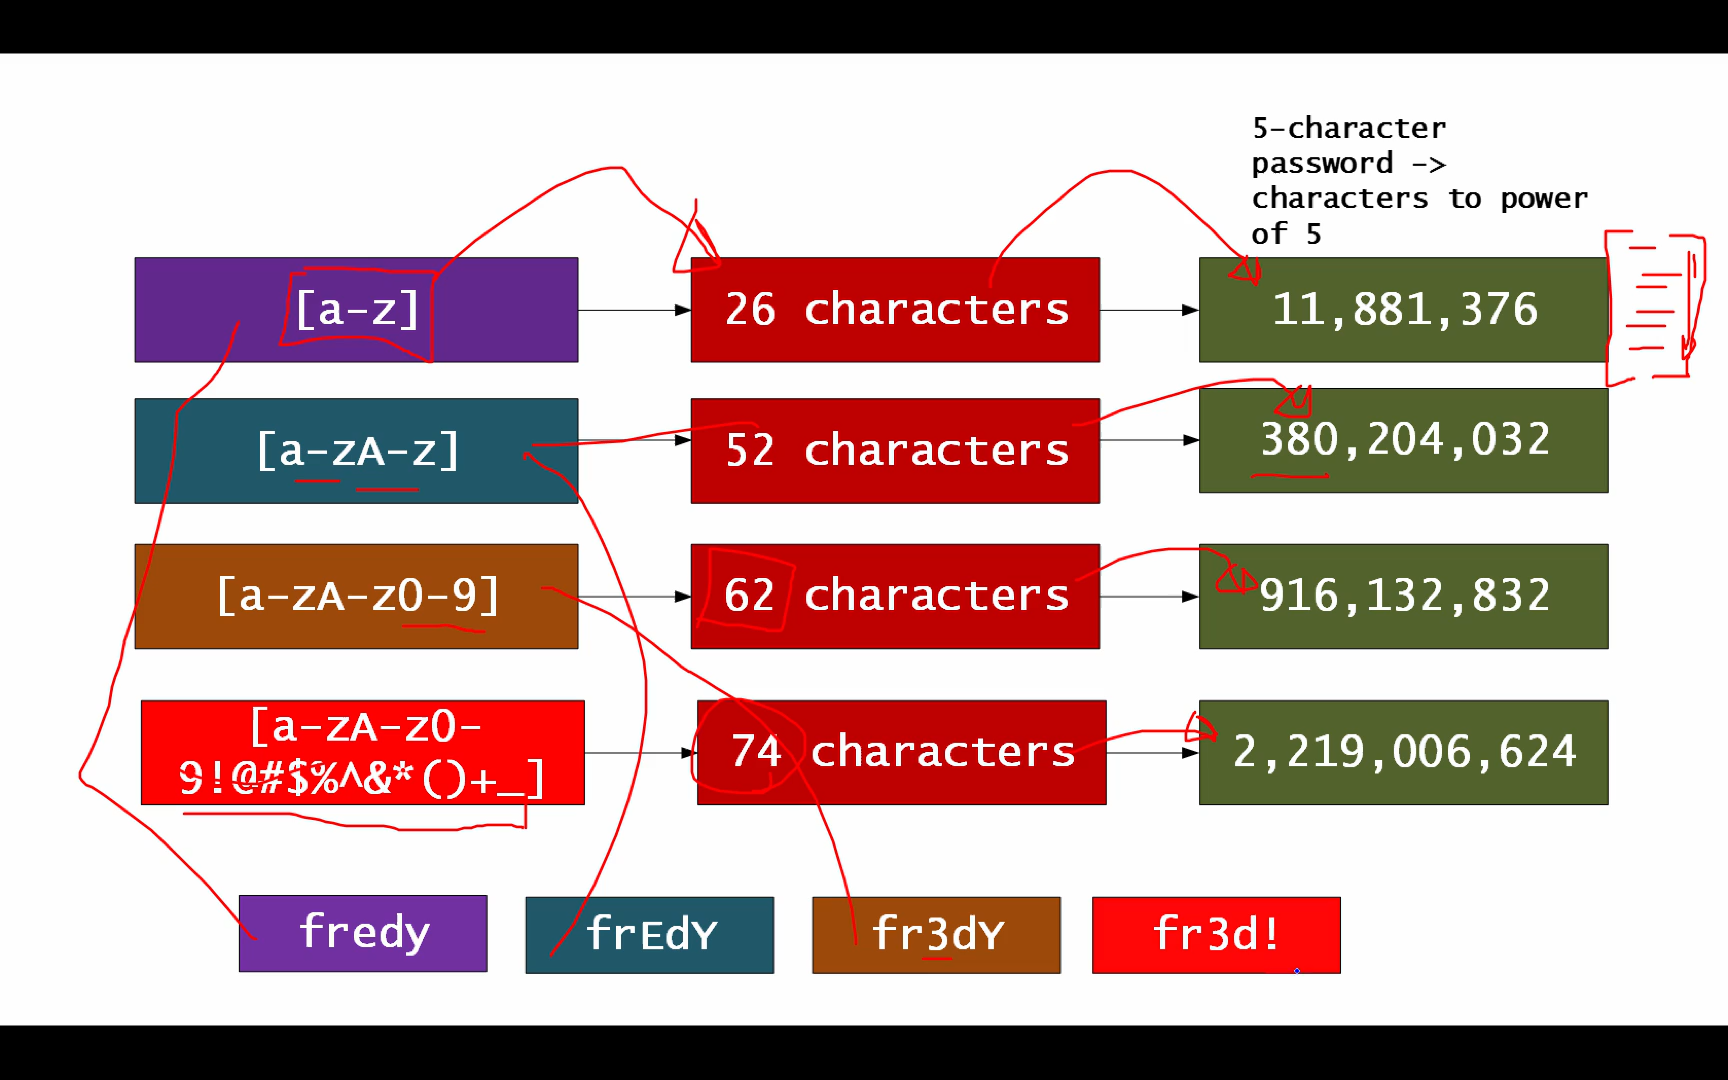 5-character
password ->
characters to power
of 5
[a-z]
26 characters
11,881,376
[a-zA-z]
52 characters
380,204,032
[a-zA-z0-9]
62 characters
916,132,832
[a-zA-z0-
9!@#$%^&*()+_]
74 characters
2,219,006,624
fredy
frEdY
fr3dY
fr3d!